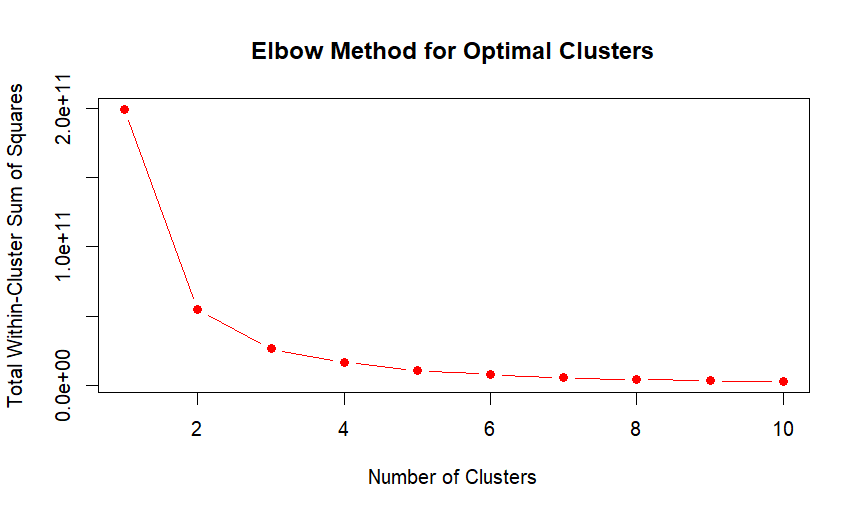 Elbow Method for Optimal Clusters
Total Within-Cluster Sum of Squares
2.0e+11
1.0e+11
0.0e+00
2 4 6 8 10
Number of Clusters